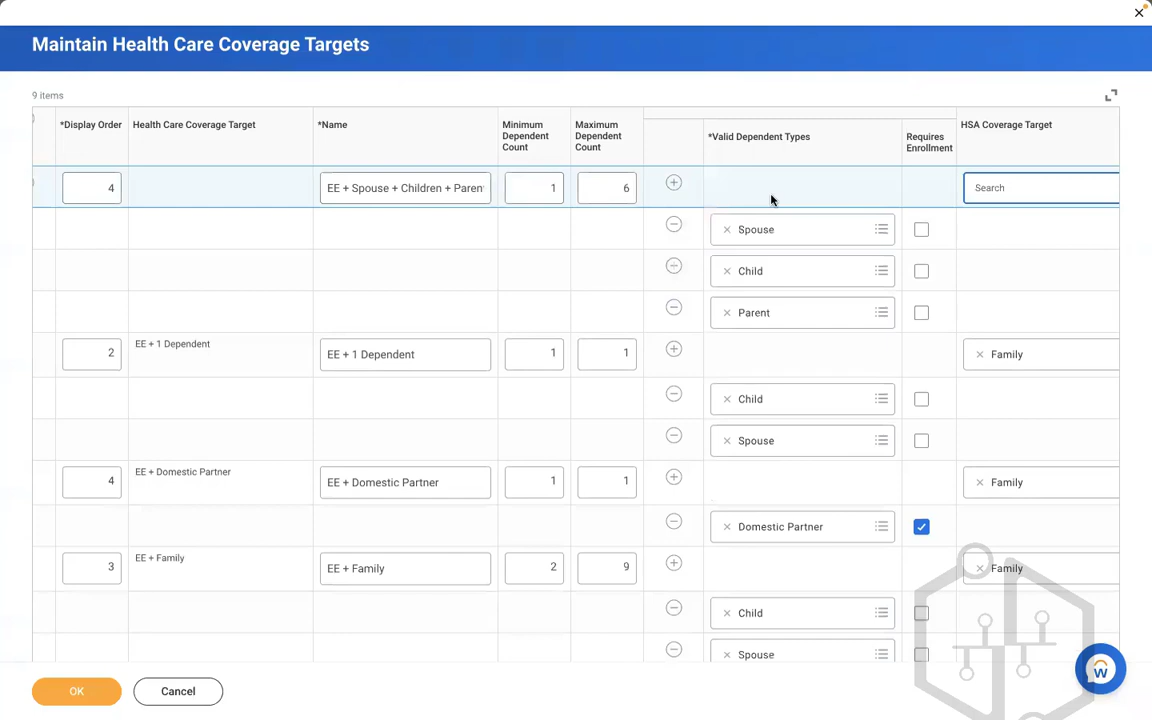 Maintain Health Care Coverage Targets
9 items
*Display Order
Health Care Coverage Target
*Name
Minimum
Dependent
Count
Maximum
Dependent
Count
*Valid Dependent Types
Requires
Enrollment
HSA Coverage Target
4
EE + Spouse + Children + Paren
1
6
Search
Spouse
Child
Parent
2
EE + 1 Dependent
EE + 1 Dependent
1
1
Family
Child
Spouse
4
EE + Domestic Partner
EE + Domestic Partner
1
1
Family
Domestic Partner
3
EE + Family
EE + Family
2
9
Family
Child
Spouse
OK
Cancel
w